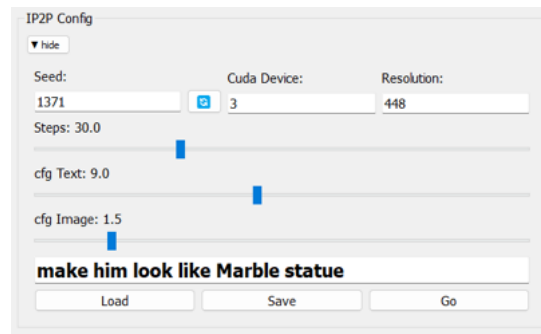 IP2P Config
▼ hide
Seed: Cuda Device: Resolution:
1371 3 448
Steps: 30.0
cfg Text: 9.0
cfg Image: 1.5
make him look like Marble statue
Load Save Go